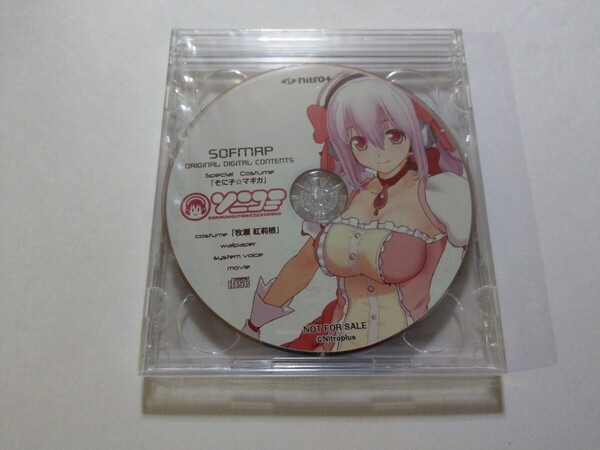 nitro+
SOFMAP
ORIGINAL DIGITAL CONTENTS
Special Costume
「そに子☆マギカ」
ソニコミ
costume 「牧瀬 紅莉栖」
wallpaper
system voice
movie
NOT FOR SALE
©Nitroplus